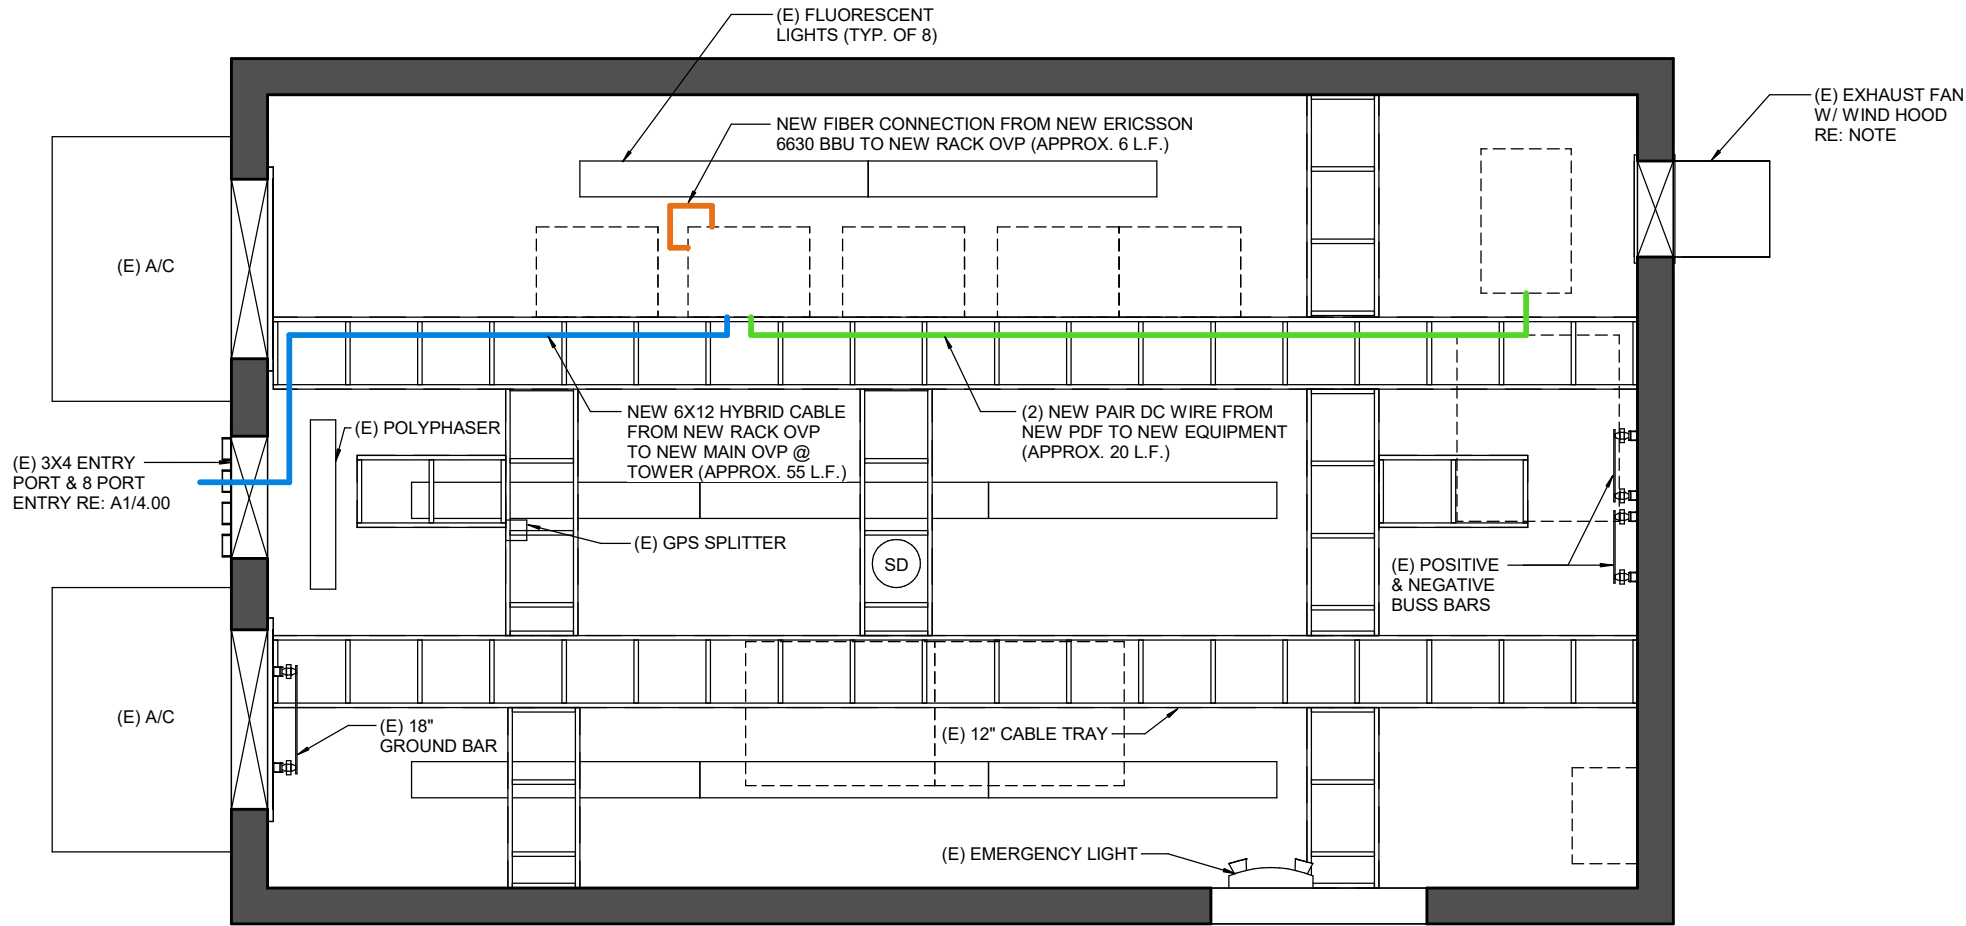 (E) FLUORESCENT
LIGHTS (TYP. OF 8)
(E) EXHAUST FAN
W/ WIND HOOD
RE: NOTE
NEW FIBER CONNECTION FROM NEW ERICSSON
6630 BBU TO NEW RACK OVP (APPROX. 6 L.F.)
(E) A/C
(E) POLYPHASER
NEW 6X12 HYBRID CABLE
FROM NEW RACK OVP
TO NEW MAIN OVP @
TOWER (APPROX. 55 L.F.)
(2) NEW PAIR DC WIRE FROM
NEW PDF TO NEW EQUIPMENT
(APPROX. 20 L.F.)
(E) 3X4 ENTRY
PORT & 8 PORT
ENTRY RE: A1/4.00
(E) GPS SPLITTER
SD
(E) POSITIVE
& NEGATIVE
BUSS BARS
(E) A/C
(E) 18"
GROUND BAR
(E) 12" CABLE TRAY
(E) EMERGENCY LIGHT